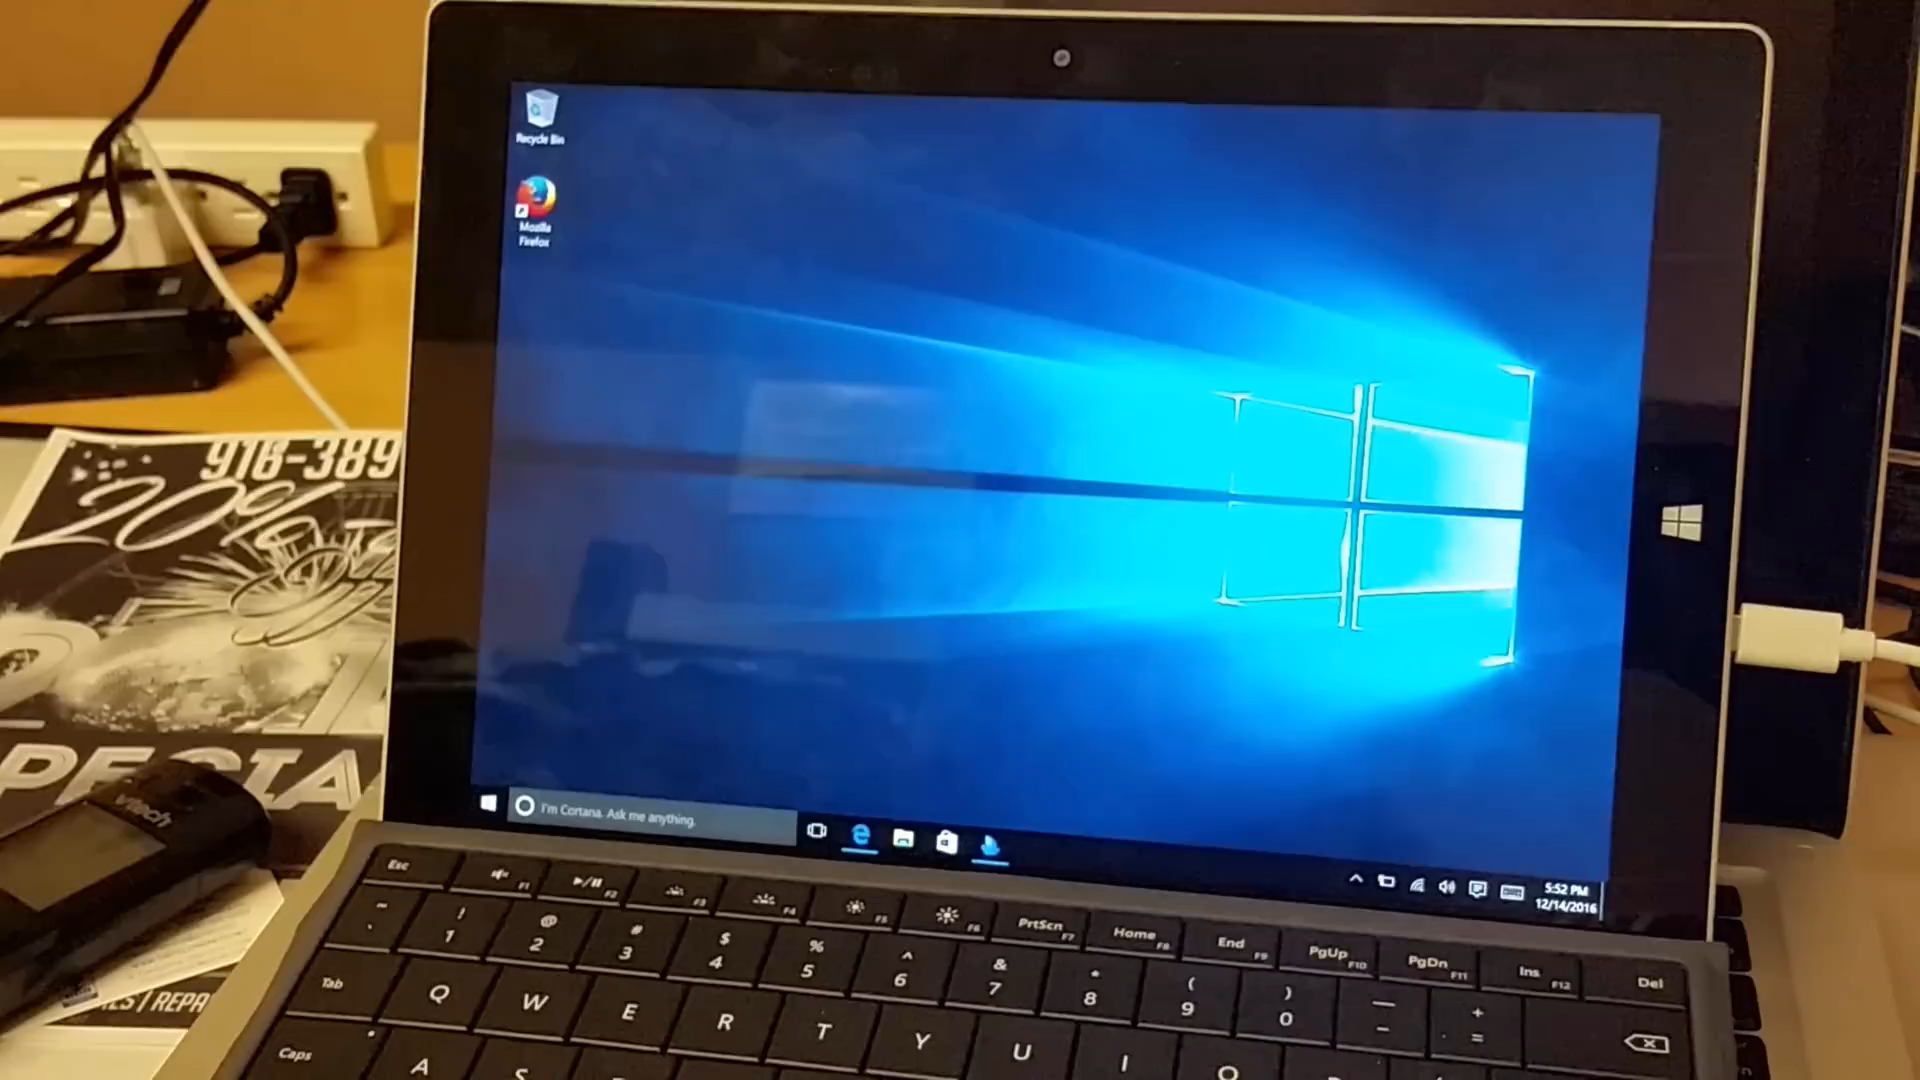 Recycle Bin
Mozilla
Firefox
916-389
20%
PECIA
Vtech
I'm Cortana. Ask me anything.
5:52 PM
12/14/2016
Esc
F1
F2
F3
F4
F5
F6
PrtScn F7
Home F8
End F9
PgUp F10
PgDn F11
Ins F12
Del
~ ! @ # $ % ^ & * ( ) — +
` 1 2 3 4 5 6 7 8 9 0 - =
Tab Q W E R T Y U I O
Caps A S